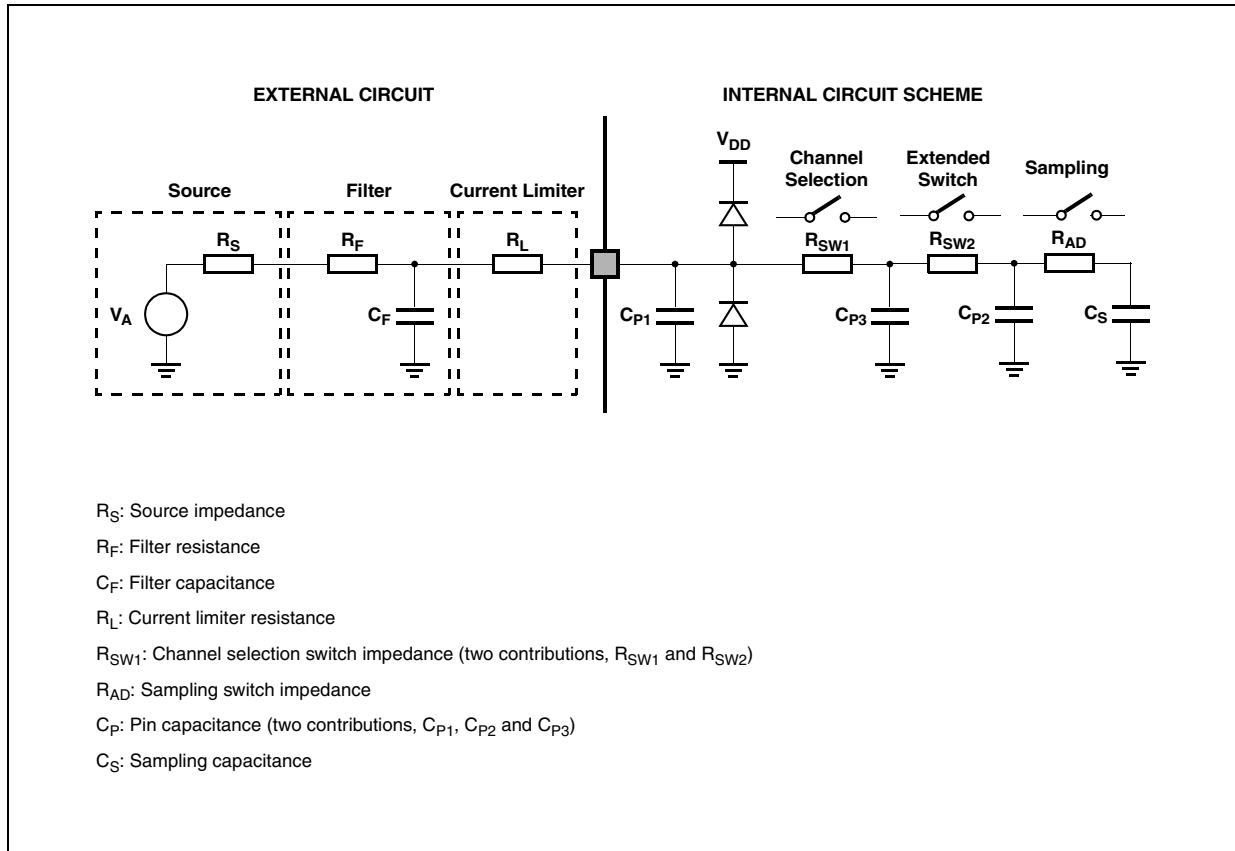 EXTERNAL CIRCUIT
INTERNAL CIRCUIT SCHEME
VDD
Channel
Selection
Extended
Switch
Sampling
Source
Filter
Current Limiter
RS
RF
RL
RSW1
RSW2
RAD
VA
CF
CP1
CP3
CP2
CS
RS: Source impedance
RF: Filter resistance
CF: Filter capacitance
RL: Current limiter resistance
RSW1: Channel selection switch impedance (two contributions, RSW1 and RSW2)
RAD: Sampling switch impedance
CP: Pin capacitance (two contributions, CP1, CP2 and CP3)
CS: Sampling capacitance